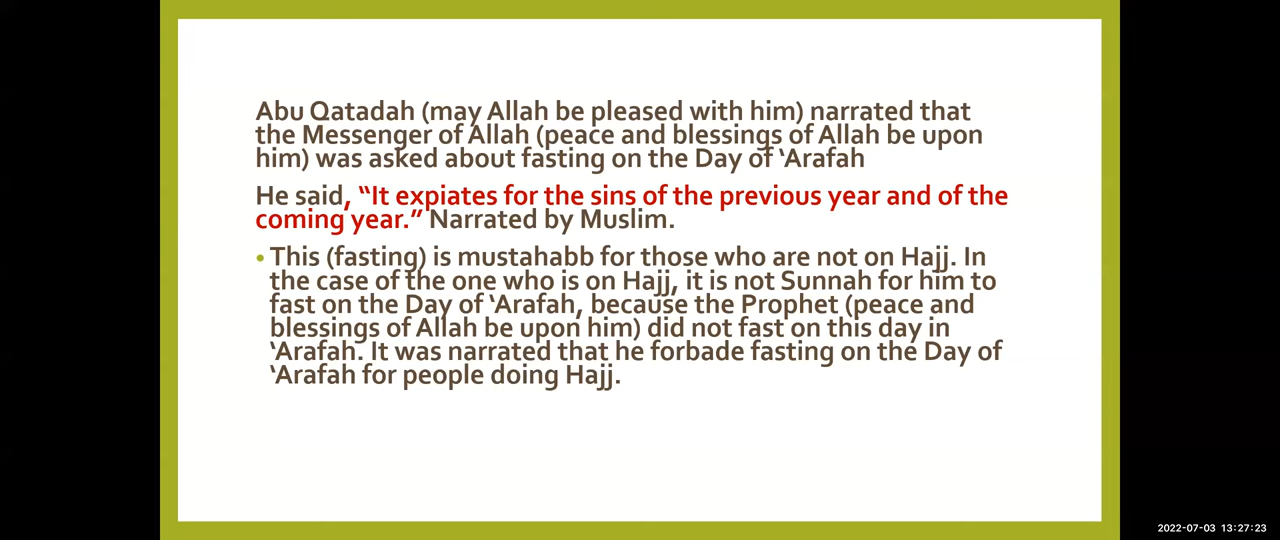 Abu Qatadah (may Allah be pleased with him) narrated that
the Messenger of Allah (peace and blessings of Allah be upon
him) was asked about fasting on the Day of ‘Arafah
He said, “It expiates for the sins of the previous year and of the
coming year.” Narrated by Muslim.
• This (fasting) is mustahabb for those who are not on Hajj. In
the case of the one who is on Hajj, it is not Sunnah for him to
fast on the Day of ‘Arafah, because the Prophet (peace and
blessings of Allah be upon him) did not fast on this day in
‘Arafah. It was narrated that he forbade fasting on the Day of
‘Arafah for people doing Hajj.
2022-07-03 13:27:23